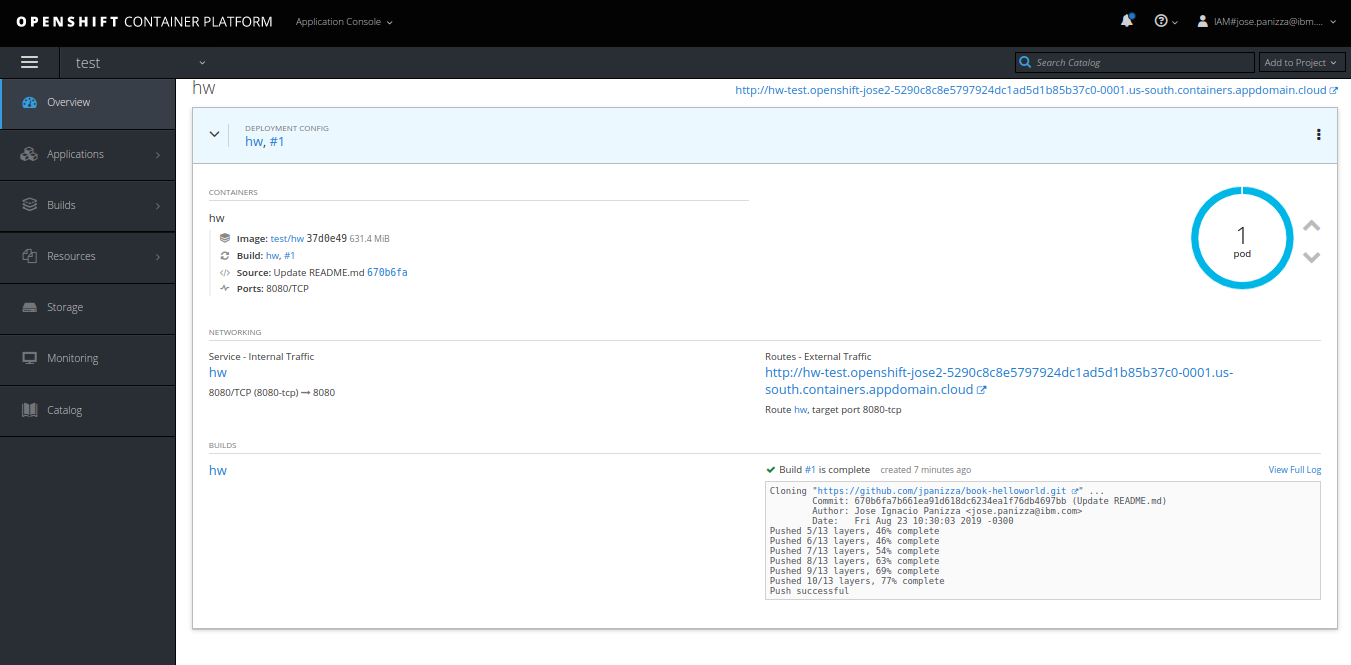 OPENSHIFT CONTAINER PLATFORM
Application Console
IAM#jose.panizza@ibm....
test
Search Catalog
Add to Project
Overview
Applications
Builds
Resources
Storage
Monitoring
Catalog
hw
http://hw-test.openshift-jose2-5290c8c8e5797924dc1ad5d1b85b37c0-0001.us-south.containers.appdomain.cloud
DEPLOYMENT CONFIG
hw, #1
CONTAINERS
hw
Image: test/hw 37d0e49 631.4 MiB
Build: hw, #1
Source: Update README.md 670b6fa
Ports: 8080/TCP
1
pod
NETWORKING
Service - Internal Traffic
hw
8080/TCP (8080-tcp) → 8080
Routes - External Traffic
http://hw-test.openshift-jose2-5290c8c8e5797924dc1ad5d1b85b37c0-0001.us-
south.containers.appdomain.cloud
Route hw, target port 8080-tcp
BUILDS
hw
Build #1 is complete created 7 minutes ago
View Full Log
Cloning "https://github.com/jpanizza/book-helloworld.git" ...
Commit: 670b6fa7b661ea91d618dc6234ea1f76db4697bb (Update README.md)
Author: Jose Ignacio Panizza <jose.panizza@ibm.com>
Date: Fri Aug 23 10:30:03 2019 -0300
Pushed 5/13 layers, 46% complete
Pushed 6/13 layers, 46% complete
Pushed 7/13 layers, 54% complete
Pushed 8/13 layers, 63% complete
Pushed 9/13 layers, 69% complete
Pushed 10/13 layers, 77% complete
Push successful